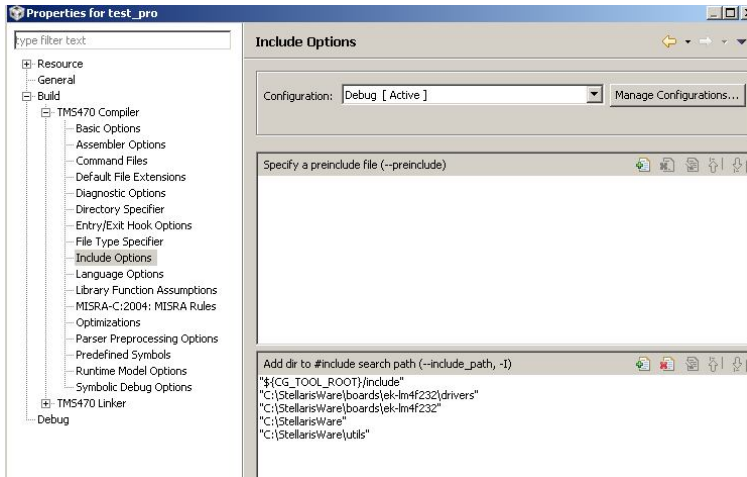 Properties for test_pro
type filter text
Resource
General
Build
TMS470 Compiler
Basic Options
Assembler Options
Command Files
Default File Extensions
Diagnostic Options
Directory Specifier
Entry/Exit Hook Options
File Type Specifier
Include Options
Language Options
Library Function Assumptions
MISRA-C:2004: MISRA Rules
Optimizations
Parser Preprocessing Options
Predefined Symbols
Runtime Model Options
Symbolic Debug Options
TMS470 Linker
Debug
Include Options
Configuration: Debug [ Active ] Manage Configurations...
Specify a preinclude file (--preinclude)
Add dir to #include search path (--include_path, -I)
"${CG_TOOL_ROOT}/include"
"C:\StellarisWare\boards\ek-lm4f232\drivers"
"C:\StellarisWare\boards\ek-lm4f232"
"C:\StellarisWare"
"C:\StellarisWare\utils"